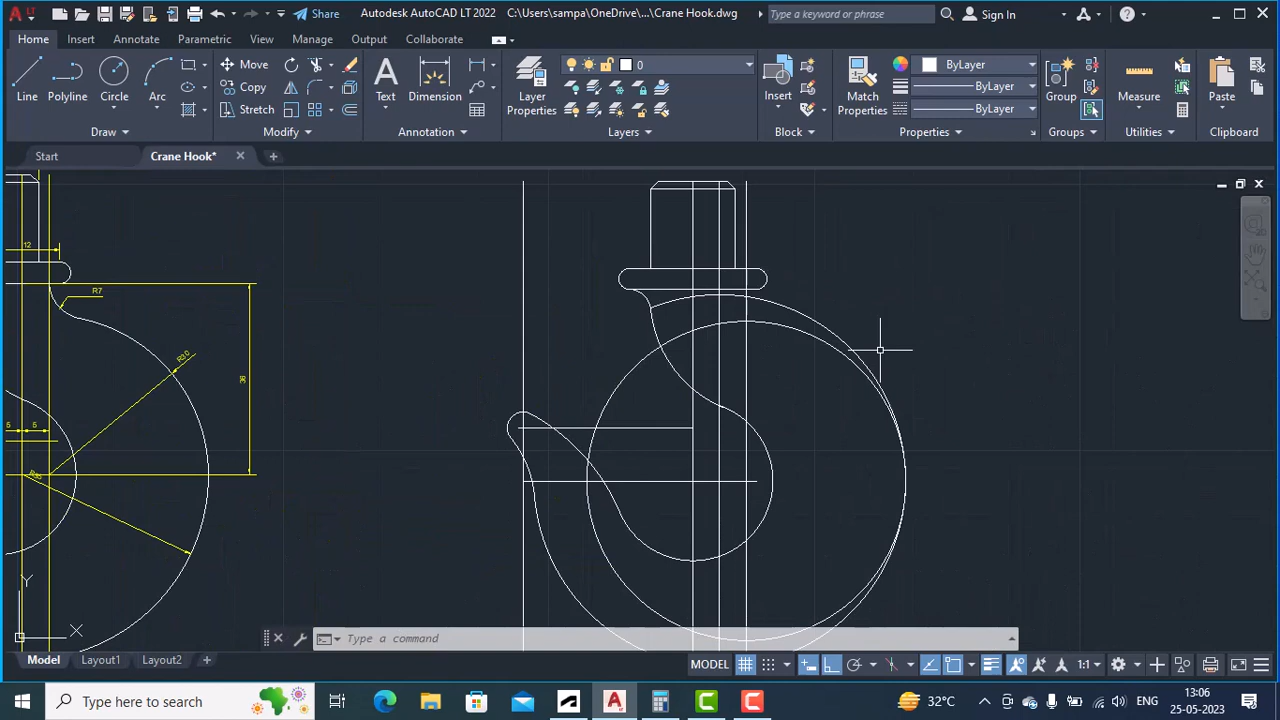 Share
Autodesk AutoCAD LT 2022
C:\Users\sampa\OneDrive\...\Crane Hook.dwg
Type a keyword or phrase
Sign In
Home
Insert
Annotate
Parametric
View
Manage
Output
Collaborate
Line
Polyline
Circle
Arc
Move
Copy
Stretch
Text
Dimension
Layer Properties
0
Insert
Match Properties
ByLayer
ByLayer
ByLayer
Group
Measure
Paste
Draw
Modify
Annotation
Layers
Block
Properties
Groups
Utilities
Clipboard
Start
Crane Hook*
12
R7
R30
36
5
5
R35
Y
X
Type a command
Model
Layout1
Layout2
MODEL
1:1
Type here to search
32°C
ENG
13:06
25-05-2023